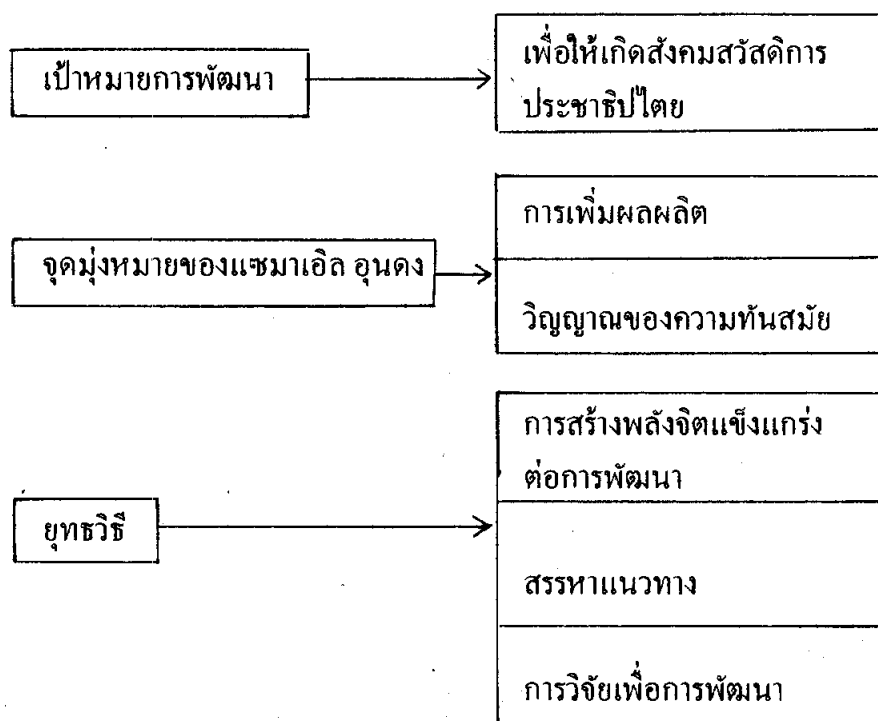 เป้าหมายการพัฒนา
เพื่อให้เกิดสังคมสวัสดิการ
ประชาธิปไตย
จุดมุ่งหมายของแซมาเอิล อุนดง
การเพิ่มผลผลิต
วิญญาณของความทันสมัย
ยุทธวิธี
การสร้างพลังจิตแข็งแกร่ง
ต่อการพัฒนา
สรรหาแนวทาง
การวิจัยเพื่อการพัฒนา